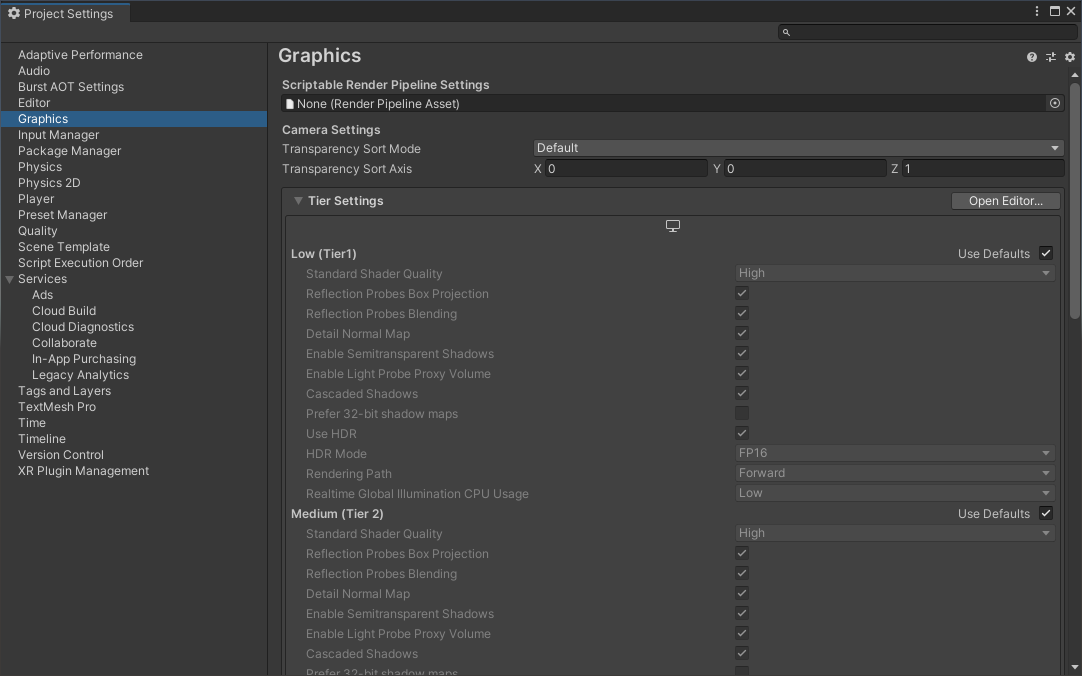 Project Settings
Adaptive Performance
Audio
Burst AOT Settings
Editor
Graphics
Input Manager
Package Manager
Physics
Physics 2D
Player
Preset Manager
Quality
Scene Template
Script Execution Order
Services
Ads
Cloud Build
Cloud Diagnostics
Collaborate
In-App Purchasing
Legacy Analytics
Tags and Layers
TextMesh Pro
Time
Timeline
Version Control
XR Plugin Management
Graphics
Scriptable Render Pipeline Settings
None (Render Pipeline Asset)
Camera Settings
Transparency Sort Mode Default
Transparency Sort Axis X 0 Y 0 Z 1
Tier Settings Open Editor...
Low (Tier1) Use Defaults
Standard Shader Quality High
Reflection Probes Box Projection
Reflection Probes Blending
Detail Normal Map
Enable Semitransparent Shadows
Enable Light Probe Proxy Volume
Cascaded Shadows
Prefer 32-bit shadow maps
Use HDR
HDR Mode FP16
Rendering Path Forward
Realtime Global Illumination CPU Usage Low
Medium (Tier 2) Use Defaults
Standard Shader Quality High
Reflection Probes Box Projection
Reflection Probes Blending
Detail Normal Map
Enable Semitransparent Shadows
Enable Light Probe Proxy Volume
Cascaded Shadows
Prefer 32-bit shadow maps